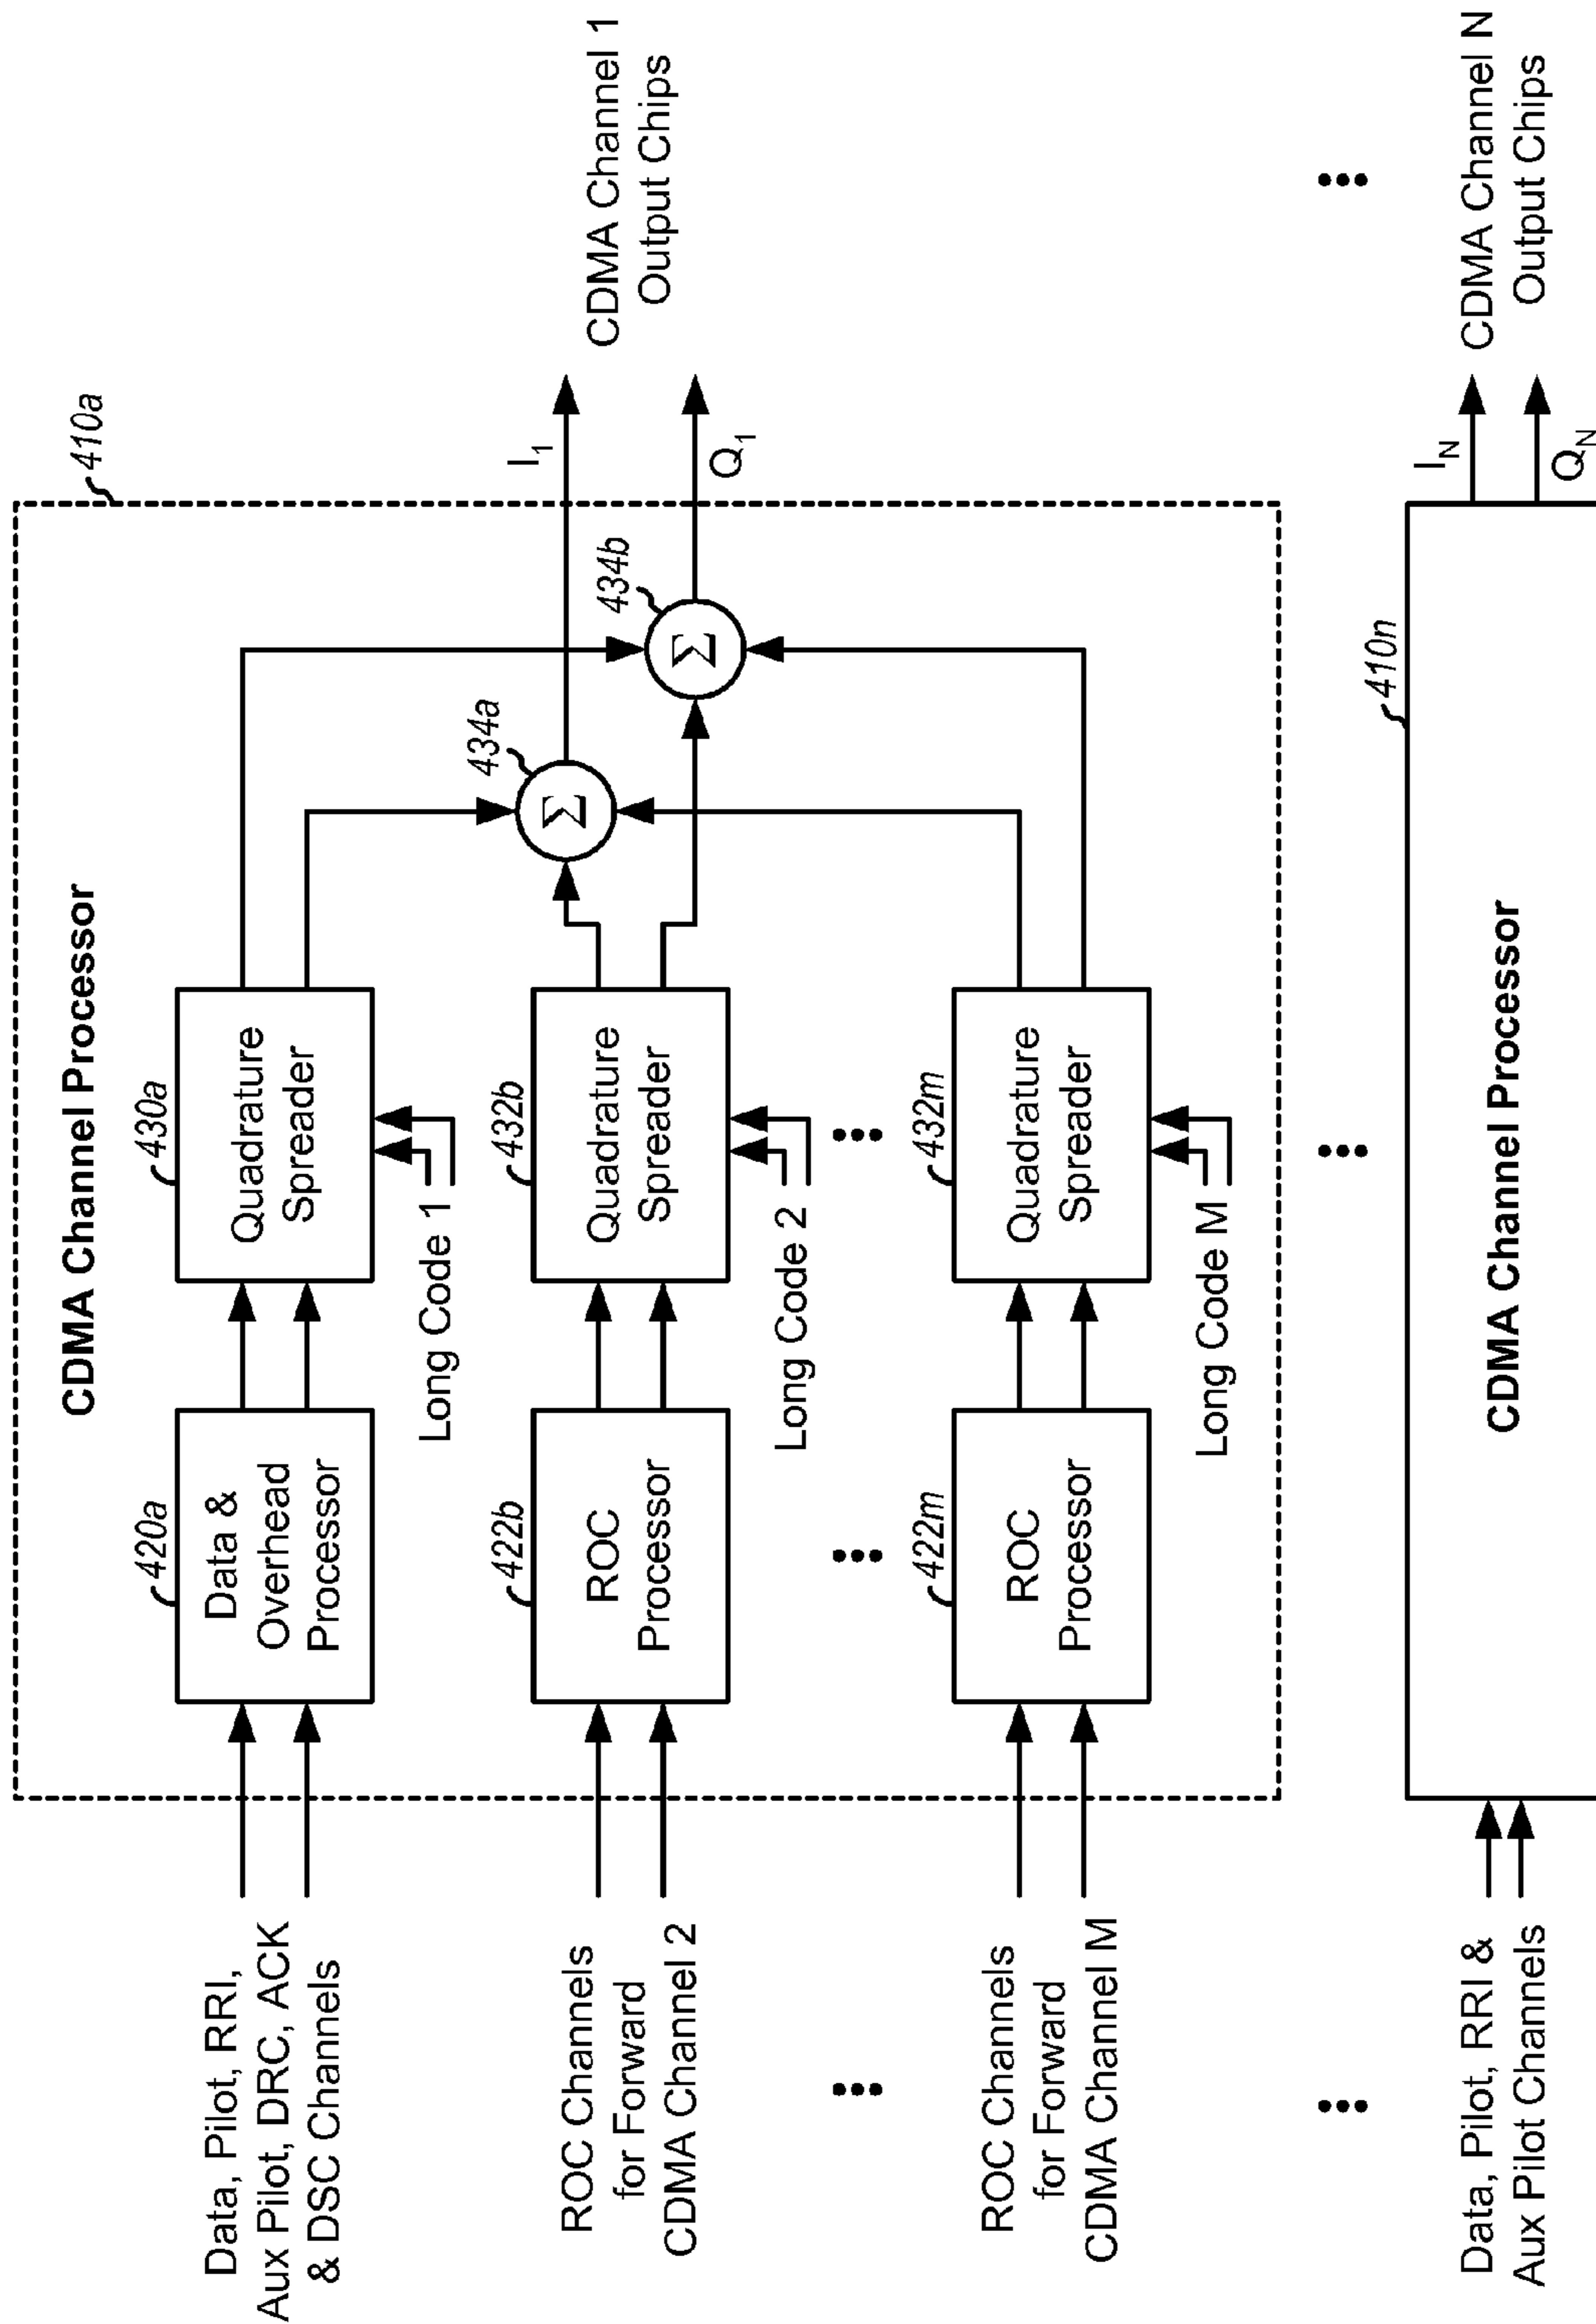 CDMA Channel Processor
410a
Data, Pilot, RRI,
Aux Pilot, DRC, ACK
& DSC Channels
420a
Data &
Overhead
Processor
430a
Quadrature
Spreader
Long Code 1
434a
Σ
434b
Σ
I1
Q1
CDMA Channel 1
Output Chips
ROC Channels
for Forward
CDMA Channel 2
422b
ROC
Processor
432b
Quadrature
Spreader
Long Code 2
ROC Channels
for Forward
CDMA Channel M
422m
ROC
Processor
432m
Quadrature
Spreader
Long Code M
410n
Data, Pilot, RRI &
Aux Pilot Channels
CDMA Channel Processor
IN
QN
CDMA Channel N
Output Chips